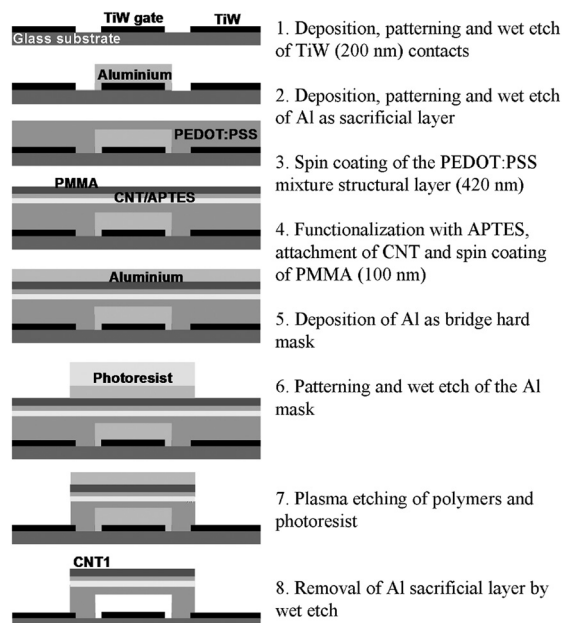 TiW gate
TiW
Glass substrate
Aluminium
PEDOT:PSS
PMMA
CNT/APTES
Aluminium
Photoresist
CNT1
1. Deposition, patterning and wet etch
of TiW (200 nm) contacts
2. Deposition, patterning and wet etch
of Al as sacrificial layer
3. Spin coating of the PEDOT:PSS
mixture structural layer (420 nm)
4. Functionalization with APTES,
attachment of CNT and spin coating
of PMMA (100 nm)
5. Deposition of Al as bridge hard
mask
6. Patterning and wet etch of the Al
mask
7. Plasma etching of polymers and
photoresist
8. Removal of Al sacrificial layer by
wet etch